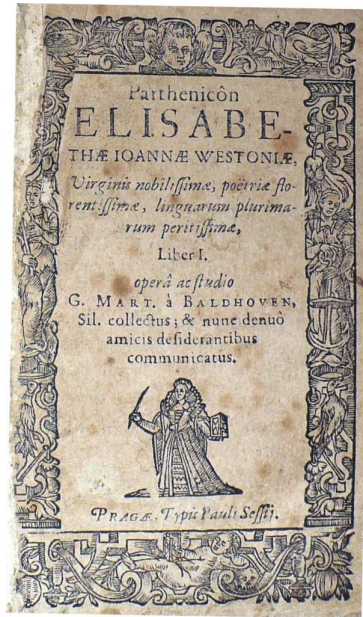 Parthenicôn
ELISABE-
THÆ IOANNÆ WESTONIÆ,
Virginis nobilissimæ, poëtriæ flo-
rentissimæ, linguarum plurima-
rum peritissimæ,
Liber I.
operâ ac studio
G. MART. à BALDHOVEN,
Sil. collectus; & nunc denuò
amicis desiderantibus
communicatus.
PRAGÆ, Typis Pauli Sessij.